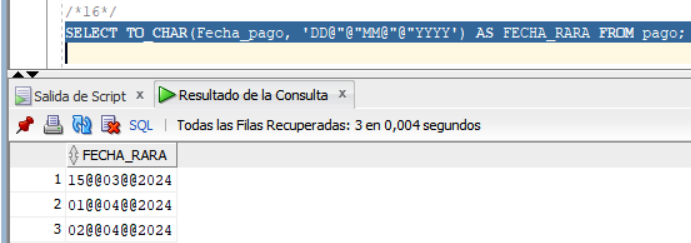 /*16*/
SELECT TO_CHAR(Fecha_pago, 'DD@"@"MM@"@"YYYY') AS FECHA_RARA FROM pago;
Salida de Script x Resultado de la Consulta x
SQL | Todas las Filas Recuperadas: 3 en 0,004 segundos
FECHA_RARA
1 15@@03@@2024
2 01@@04@@2024
3 02@@04@@2024